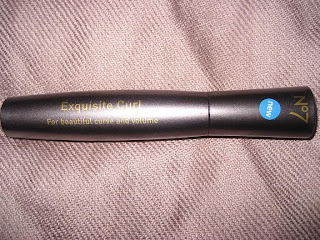 Exquisite Curl
For beautiful curve and volume
new
Nº7